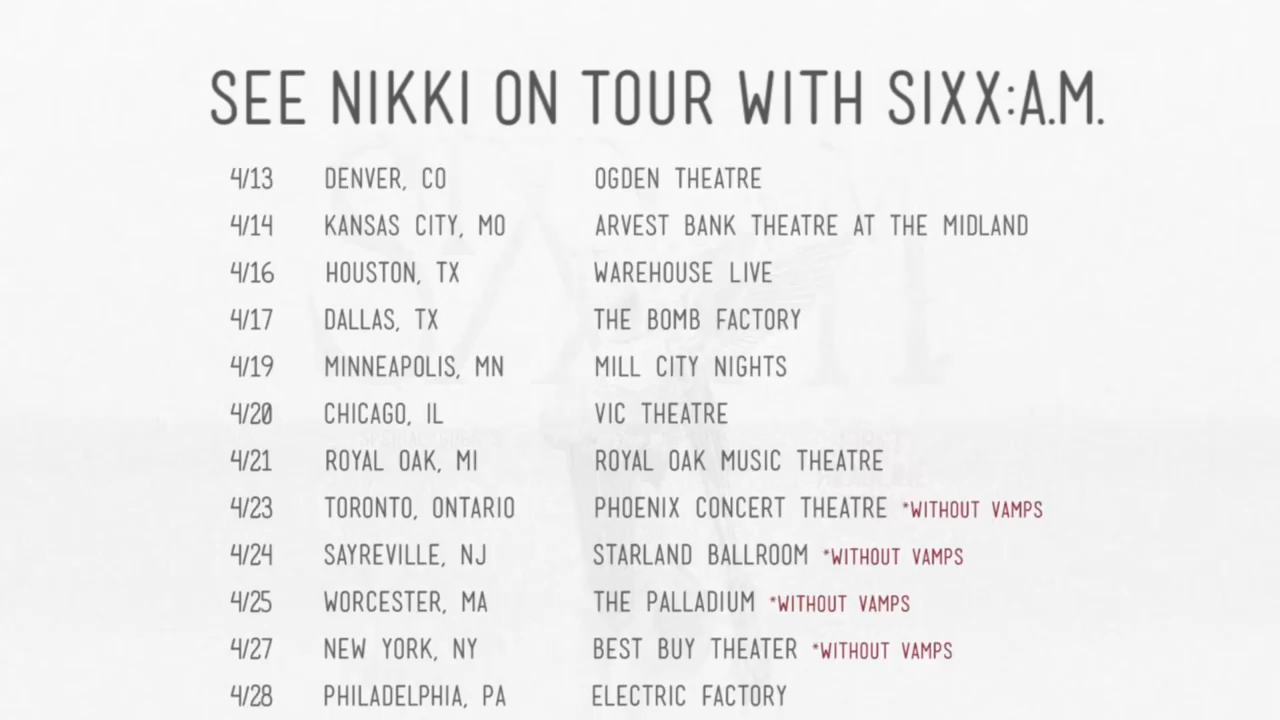 SEE NIKKI ON TOUR WITH SIXX:A.M.
4/13 DENVER, CO OGDEN THEATRE
4/14 KANSAS CITY, MO ARVEST BANK THEATRE AT THE MIDLAND
4/16 HOUSTON, TX WAREHOUSE LIVE
4/17 DALLAS, TX THE BOMB FACTORY
4/19 MINNEAPOLIS, MN MILL CITY NIGHTS
4/20 CHICAGO, IL VIC THEATRE
4/21 ROYAL OAK, MI ROYAL OAK MUSIC THEATRE
4/23 TORONTO, ONTARIO PHOENIX CONCERT THEATRE *WITHOUT VAMPS
4/24 SAYREVILLE, NJ STARLAND BALLROOM *WITHOUT VAMPS
4/25 WORCESTER, MA THE PALLADIUM *WITHOUT VAMPS
4/27 NEW YORK, NY BEST BUY THEATER *WITHOUT VAMPS
4/28 PHILADELPHIA, PA ELECTRIC FACTORY